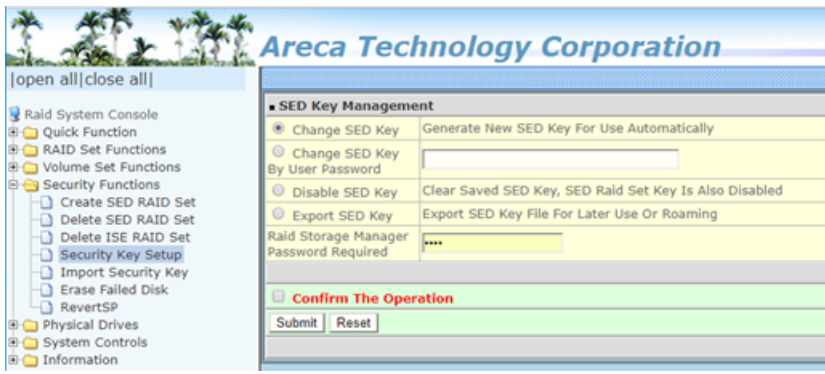 Areca Technology Corporation
|open all|close all|
Raid System Console
Quick Function
RAID Set Functions
Volume Set Functions
Security Functions
Create SED RAID Set
Delete SED RAID Set
Delete ISE RAID Set
Security Key Setup
Import Security Key
Erase Failed Disk
RevertSP
Physical Drives
System Controls
Information
SED Key Management
Change SED Key Generate New SED Key For Use Automatically
Change SED Key
By User Password
Disable SED Key Clear Saved SED Key, SED Raid Set Key Is Also Disabled
Export SED Key Export SED Key File For Later Use Or Roaming
Raid Storage Manager
Password Required ••••
Confirm The Operation
Submit Reset